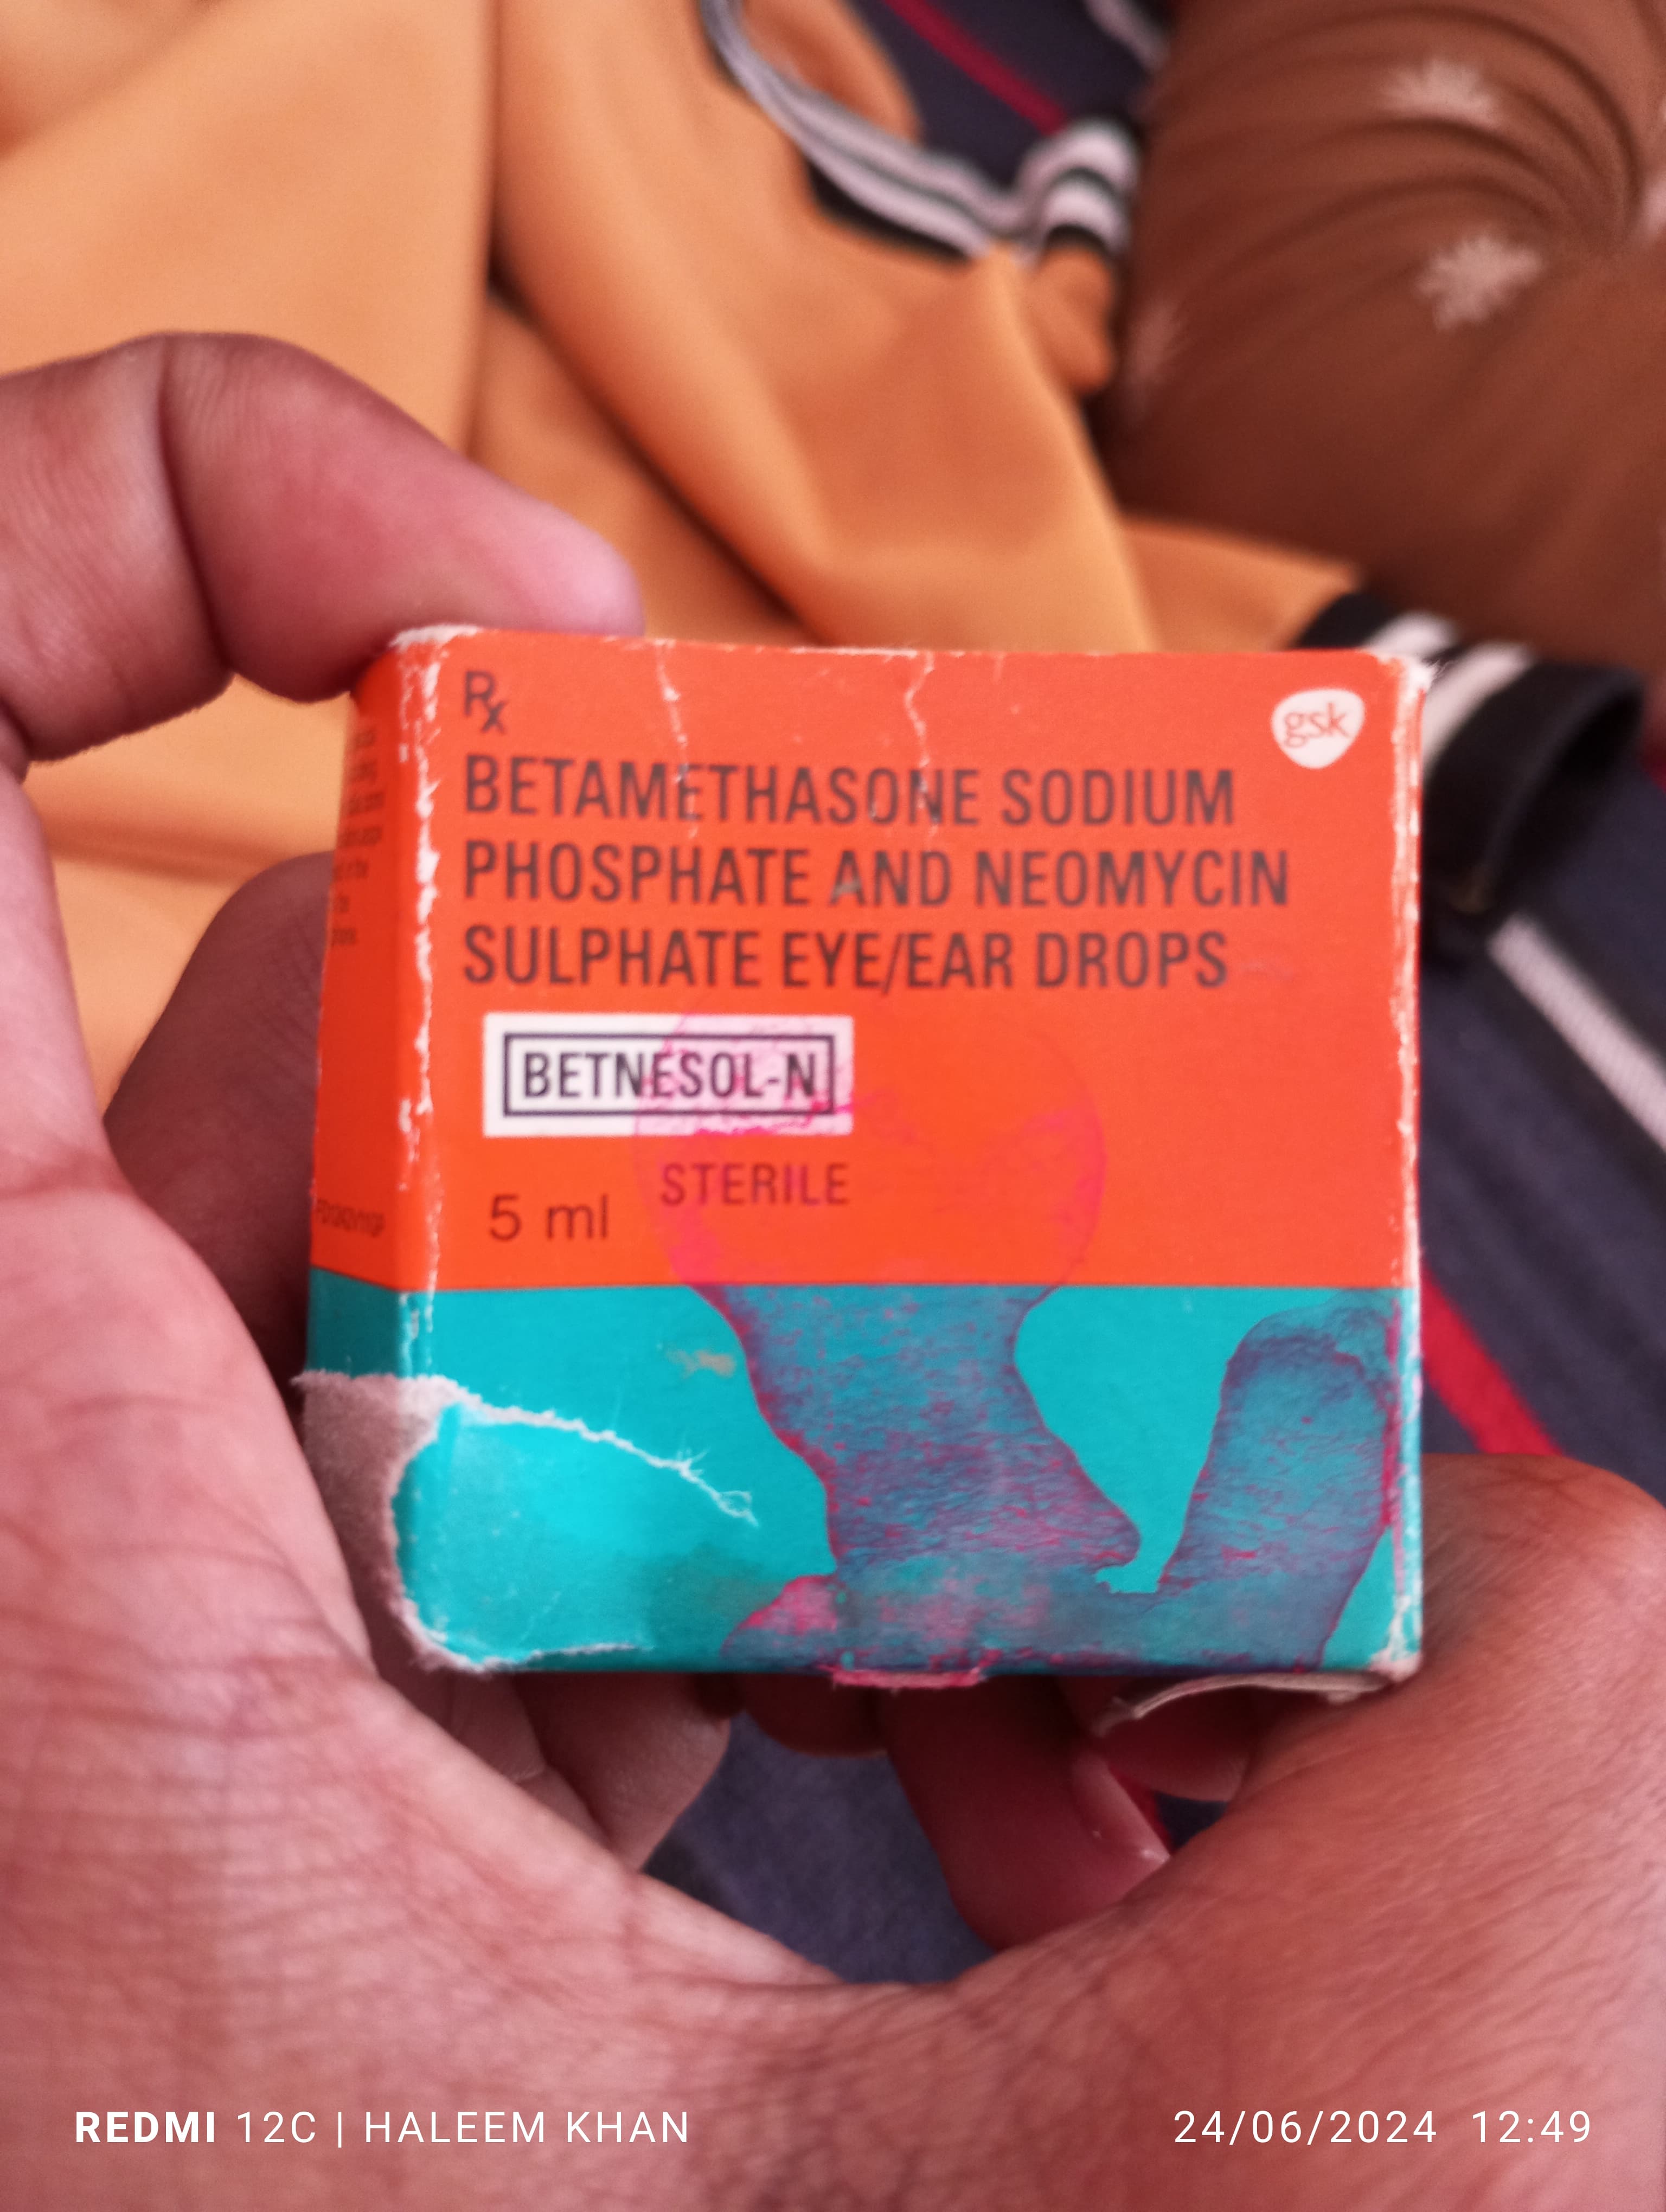 Rx
gsk
BETAMETHASONE SODIUM
PHOSPHATE AND NEOMYCIN
SULPHATE EYE/EAR DROPS
BETNESOL-N
STERILE
5 ml
REDMI 12C | HALEEM KHAN
24/06/2024 12:49